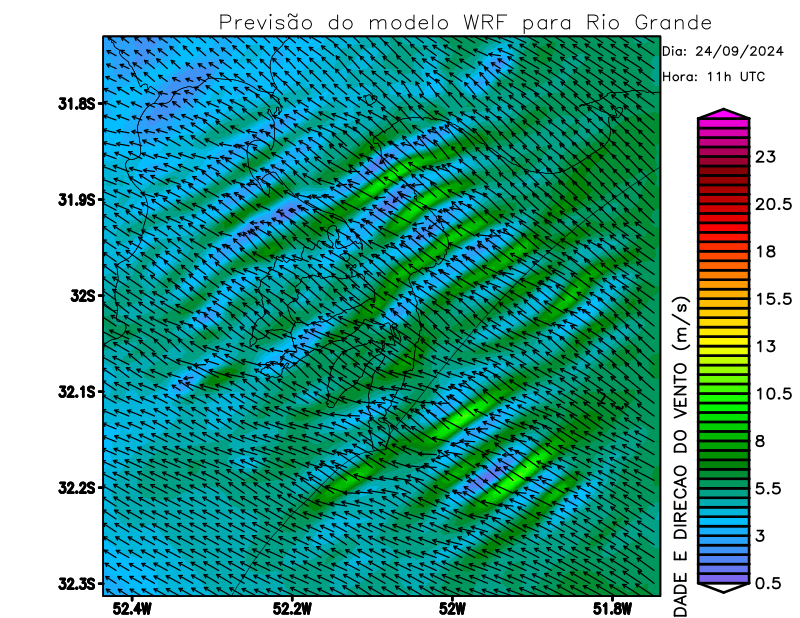 Previsão do modelo WRF para Rio Grande
Dia: 24/09/2024
Hora: 11h UTC
31.8S
31.9S
32S
32.1S
32.2S
32.3S
52.4W
52.2W
52W
51.8W
23
20.5
18
15.5
13
10.5
8
5.5
3
0.5
DADE E DIRECAO DO VENTO (m/s)